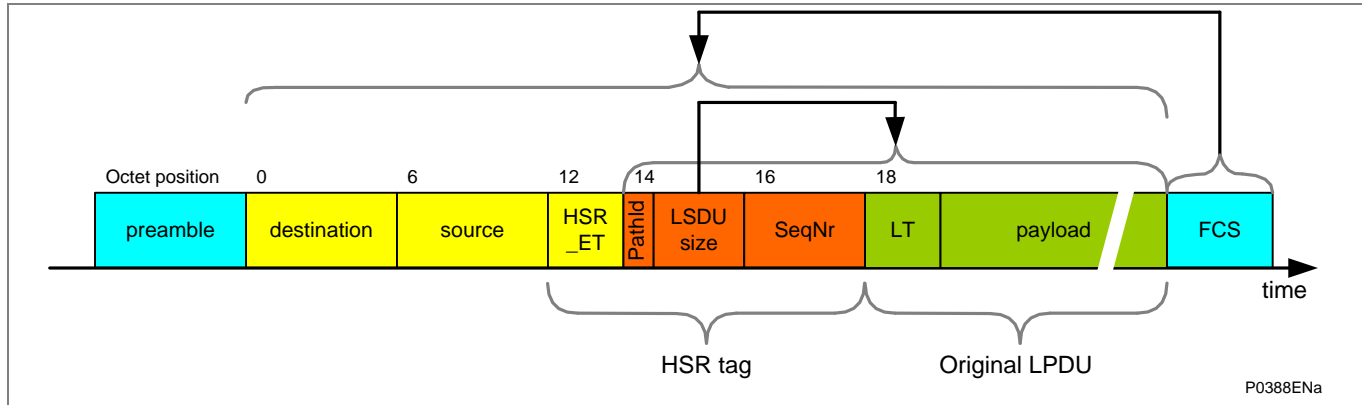 Octet position 0 6 12 14 16 18
preamble destination source HSR _ET PathId LSDU size SeqNr LT payload FCS
time
HSR tag Original LPDU
P0388ENa